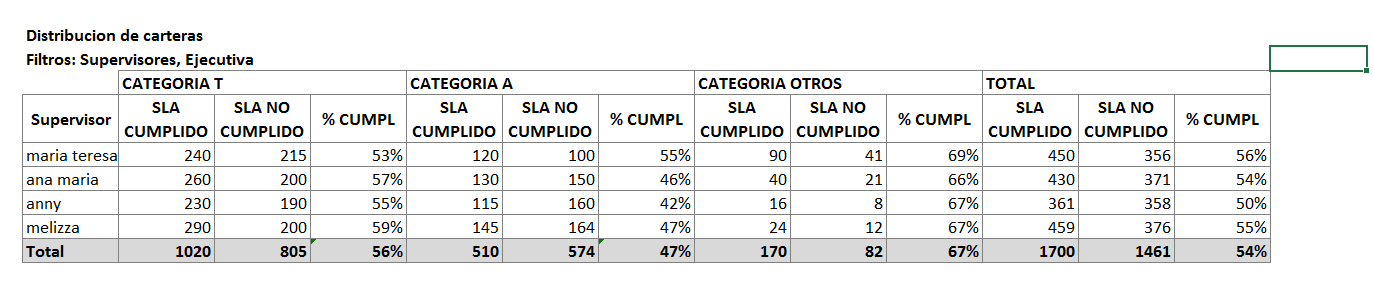 Distribucion de carteras
Filtros: Supervisores, Ejecutiva
CATEGORIA T CATEGORIA A CATEGORIA OTROS TOTAL
Supervisor SLA CUMPLIDO SLA NO CUMPLIDO % CUMPL SLA CUMPLIDO SLA NO CUMPLIDO % CUMPL SLA CUMPLIDO SLA NO CUMPLIDO % CUMPL SLA CUMPLIDO SLA NO CUMPLIDO % CUMPL
maria teresa 240 215 53% 120 100 55% 90 41 69% 450 356 56%
ana maria 260 200 57% 130 150 46% 40 21 66% 430 371 54%
anny 230 190 55% 115 160 42% 16 8 67% 361 358 50%
melizza 290 200 59% 145 164 47% 24 12 67% 459 376 55%
Total 1020 805 56% 510 574 47% 170 82 67% 1700 1461 54%